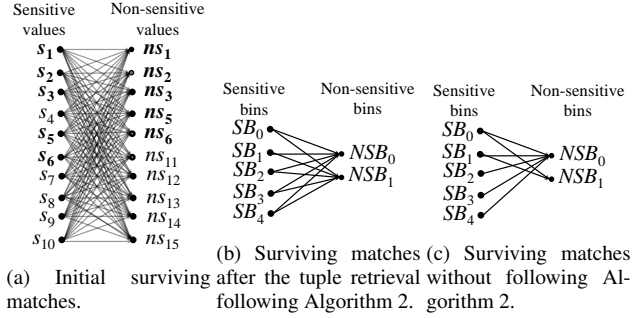 Sensitive values
Non-sensitive values
s1 ns1
s2 ns2
s3 ns3
s4 ns5
s5 ns6
s6 ns11
s7 ns12
s8 ns13
s9 ns14
s10 ns15
(a) Initial surviving
matches.
Sensitive bins
Non-sensitive bins
SB0
SB1
SB2
SB3
SB4
NSB0
NSB1
(b) Surviving matches
after the tuple retrieval
following Algorithm 2.
Sensitive bins
Non-sensitive bins
SB0
SB1
SB2
SB3
SB4
NSB0
NSB1
(c) Surviving matches
without following Al-
gorithm 2.